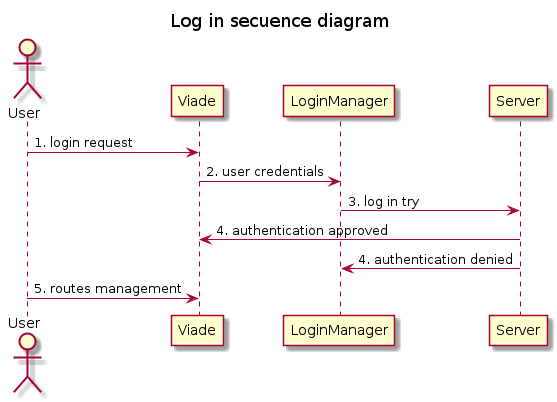 Log in secuence diagram
User
Viade
LoginManager
Server
1. login request
2. user credentials
3. log in try
4. authentication approved
4. authentication denied
5. routes management
User
Viade
LoginManager
Server